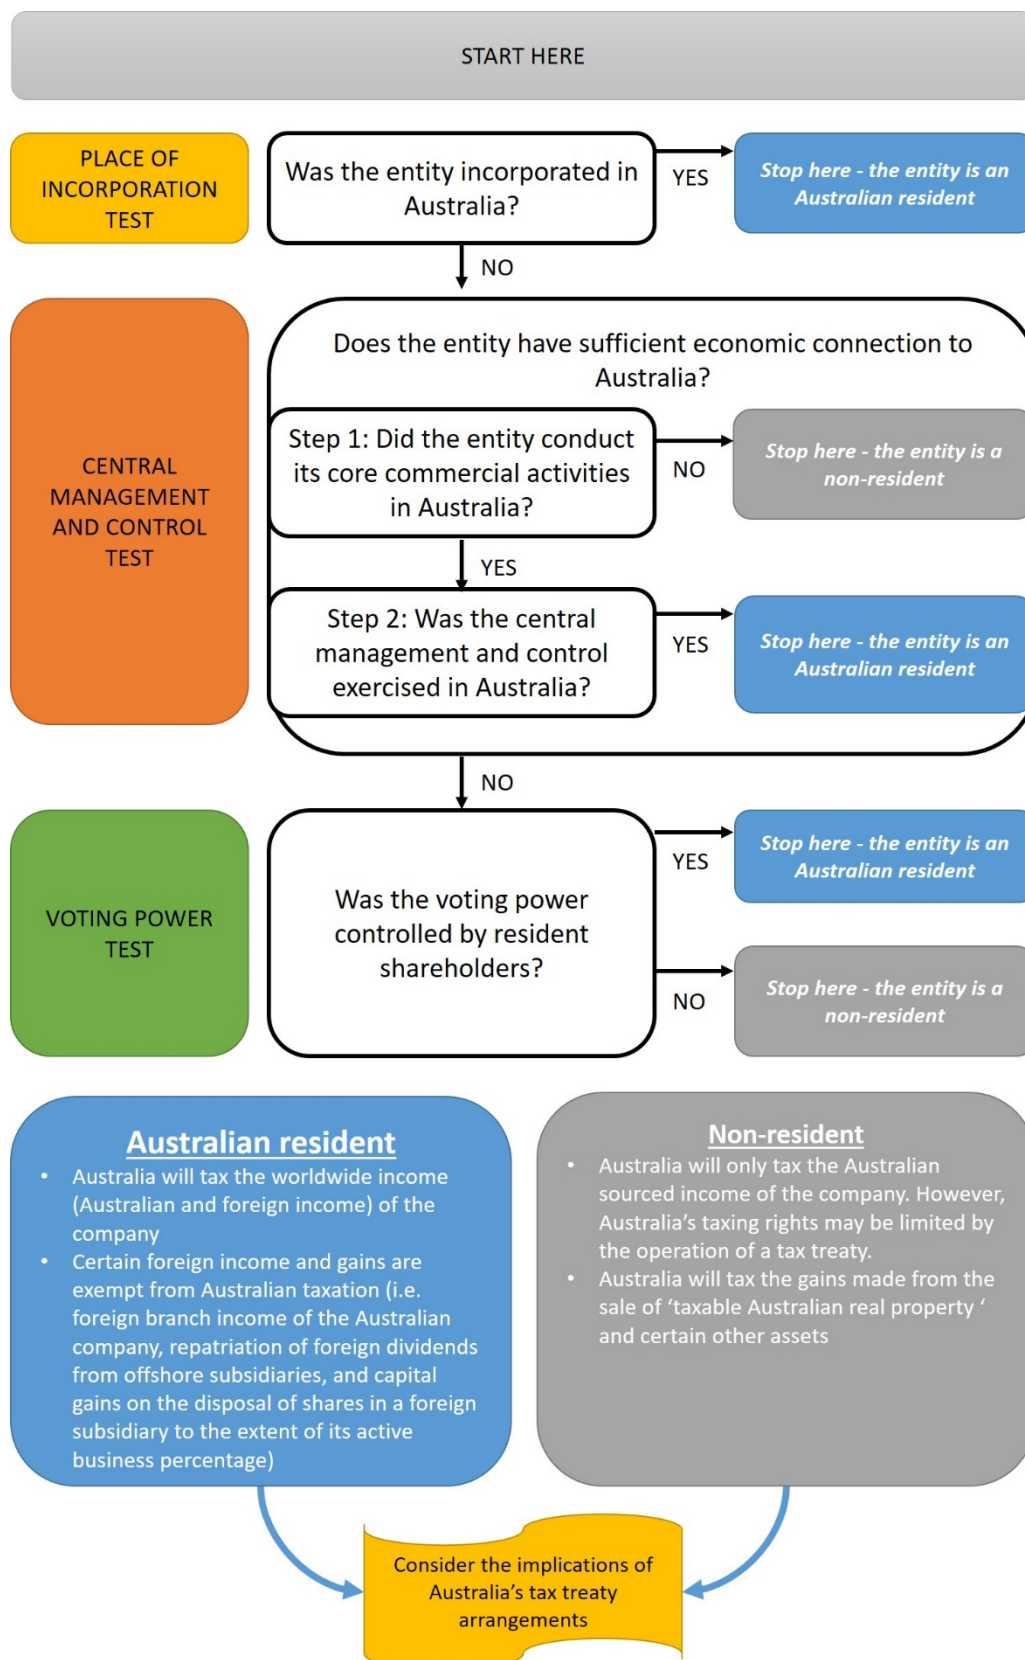 START HERE
PLACE OF
INCORPORATION
TEST
Was the entity incorporated in
Australia?
YES
Stop here - the entity is an
Australian resident
NO
CENTRAL
MANAGEMENT
AND CONTROL
TEST
Does the entity have sufficient economic connection to
Australia?
Step 1: Did the entity conduct
its core commercial activities
in Australia?
NO
Stop here - the entity is a
non-resident
YES
Step 2: Was the central
management and control
exercised in Australia?
YES
Stop here - the entity is an
Australian resident
NO
VOTING POWER
TEST
Was the voting power
controlled by resident
shareholders?
YES
Stop here - the entity is an
Australian resident
NO
Stop here - the entity is a
non-resident
Australian resident
• Australia will tax the worldwide income
(Australian and foreign income) of the
company
• Certain foreign income and gains are
exempt from Australian taxation (i.e.
foreign branch income of the Australian
company, repatriation of foreign dividends
from offshore subsidiaries, and capital
gains on the disposal of shares in a foreign
subsidiary to the extent of its active
business percentage)
Non-resident
• Australia will only tax the Australian
sourced income of the company. However,
Australia’s taxing rights may be limited by
the operation of a tax treaty.
• Australia will tax the gains made from the
sale of ‘taxable Australian real property ‘
and certain other assets
Consider the implications of
Australia’s tax treaty
arrangements